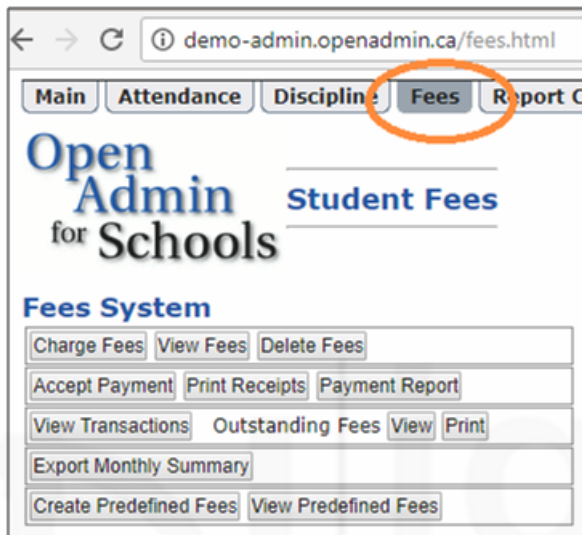 demo-admin.openadmin.ca/fees.html
Main Attendance Discipline Fees Report
Open
Admin
for Schools
Student Fees
Fees System
Charge Fees View Fees Delete Fees
Accept Payment Print Receipts Payment Report
View Transactions Outstanding Fees View Print
Export Monthly Summary
Create Predefined Fees View Predefined Fees